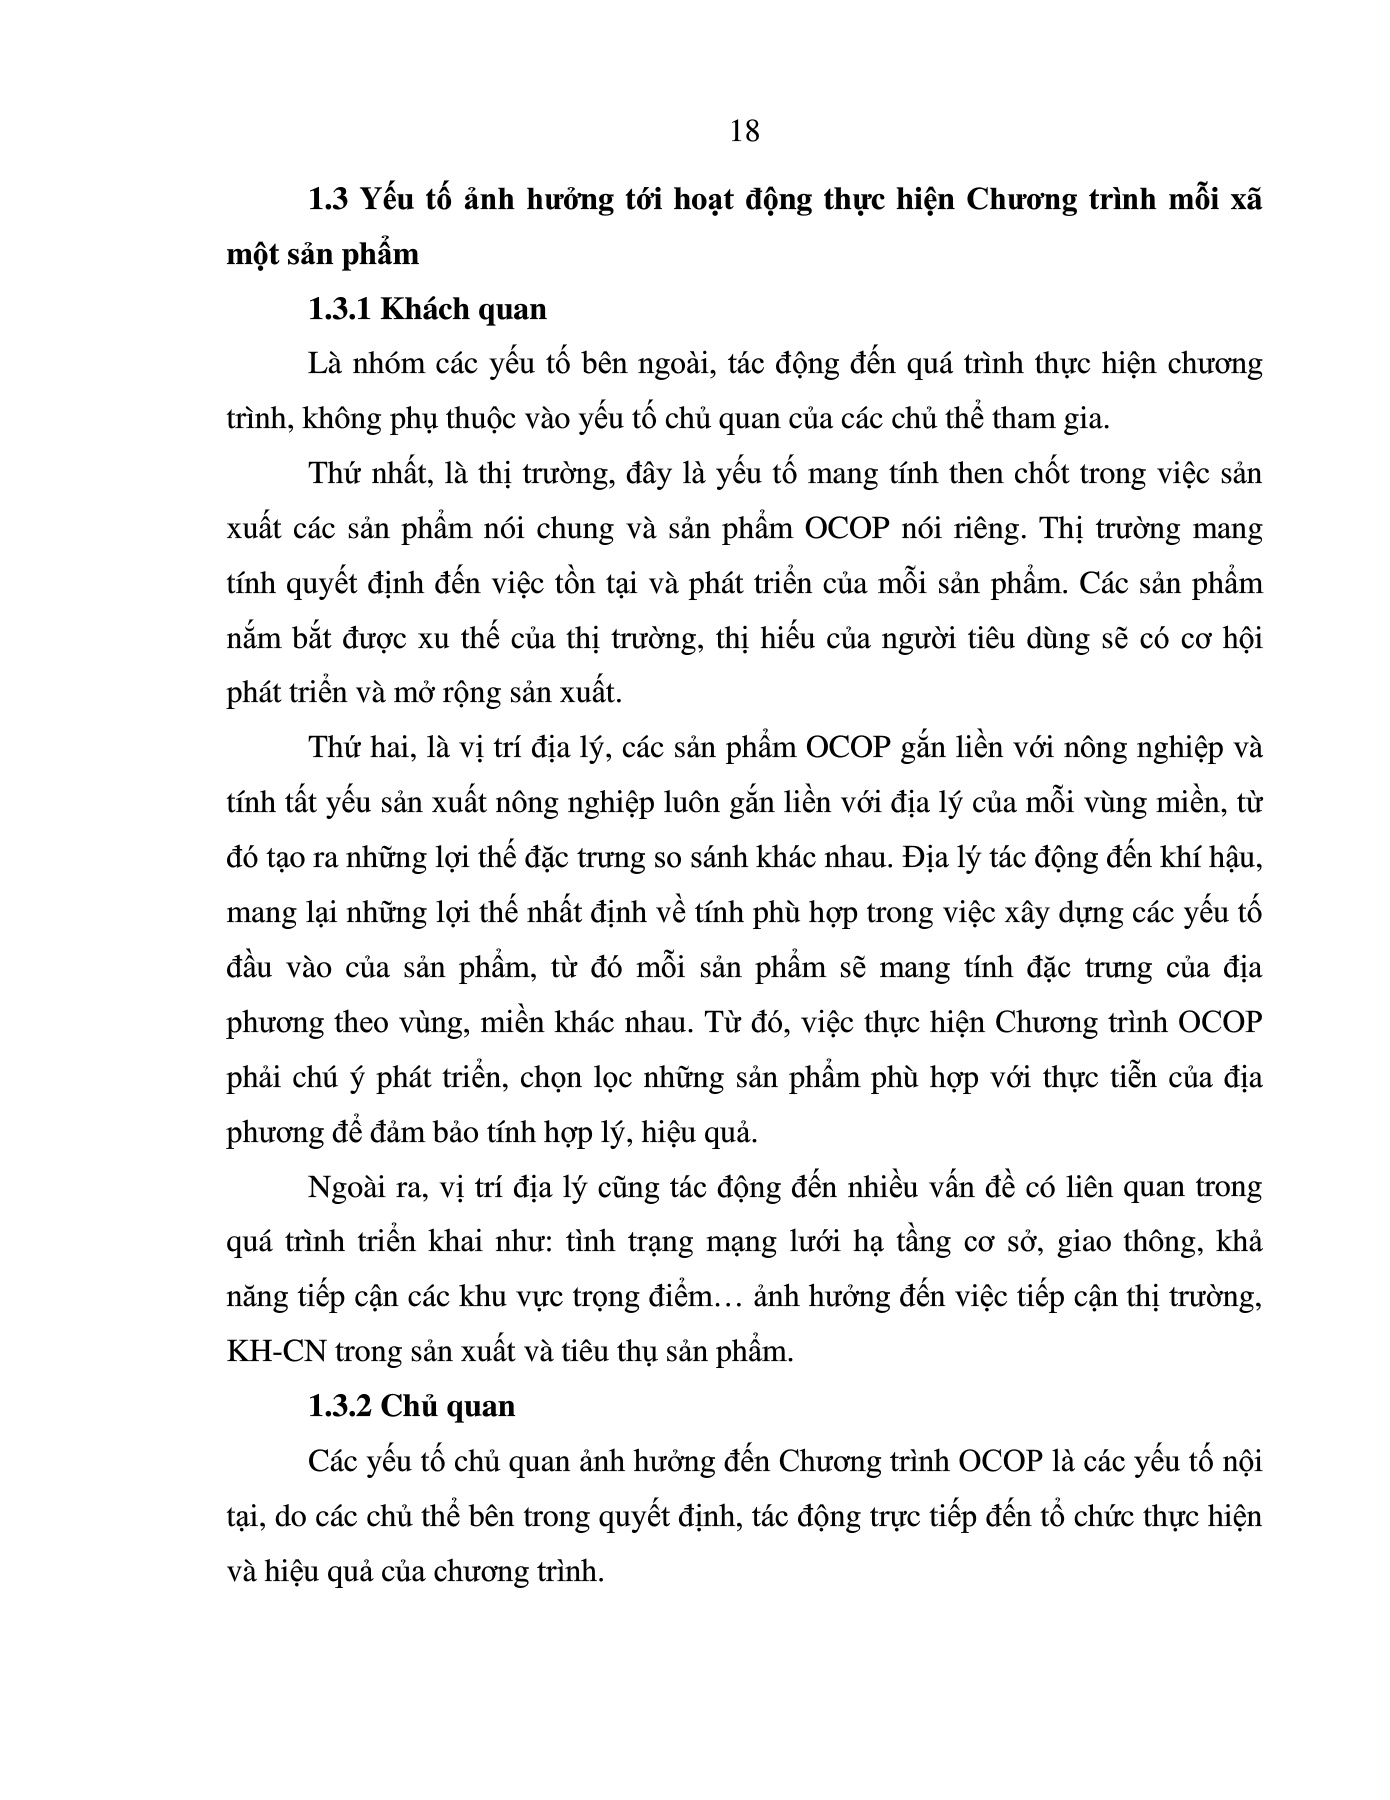 18
1.3 Yếu tố ảnh hưởng tới hoạt động thực hiện Chương trình mỗi xã
một sản phẩm
1.3.1 Khách quan
Là nhóm các yếu tố bên ngoài, tác động đến quá trình thực hiện chương
trình, không phụ thuộc vào yếu tố chủ quan của các chủ thể tham gia.
Thứ nhất, là thị trường, đây là yếu tố mang tính then chốt trong việc sản
xuất các sản phẩm nói chung và sản phẩm OCOP nói riêng. Thị trường mang
tính quyết định đến việc tồn tại và phát triển của mỗi sản phẩm. Các sản phẩm
nắm bắt được xu thế của thị trường, thị hiếu của người tiêu dùng sẽ có cơ hội
phát triển và mở rộng sản xuất.
Thứ hai, là vị trí địa lý, các sản phẩm OCOP gắn liền với nông nghiệp và
tính tất yếu sản xuất nông nghiệp luôn gắn liền với địa lý của mỗi vùng miền, từ
đó tạo ra những lợi thế đặc trưng so sánh khác nhau. Địa lý tác động đến khí hậu,
mang lại những lợi thế nhất định về tính phù hợp trong việc xây dựng các yếu tố
đầu vào của sản phẩm, từ đó mỗi sản phẩm sẽ mang tính đặc trưng của địa
phương theo vùng, miền khác nhau. Từ đó, việc thực hiện Chương trình OCOP
phải chú ý phát triển, chọn lọc những sản phẩm phù hợp với thực tiễn của địa
phương để đảm bảo tính hợp lý, hiệu quả.
Ngoài ra, vị trí địa lý cũng tác động đến nhiều vấn đề có liên quan trong
quá trình triển khai như: tình trạng mạng lưới hạ tầng cơ sở, giao thông, khả
năng tiếp cận các khu vực trọng điểm… ảnh hưởng đến việc tiếp cận thị trường,
KH-CN trong sản xuất và tiêu thụ sản phẩm.
1.3.2 Chủ quan
Các yếu tố chủ quan ảnh hưởng đến Chương trình OCOP là các yếu tố nội
tại, do các chủ thể bên trong quyết định, tác động trực tiếp đến tổ chức thực hiện
và hiệu quả của chương trình.